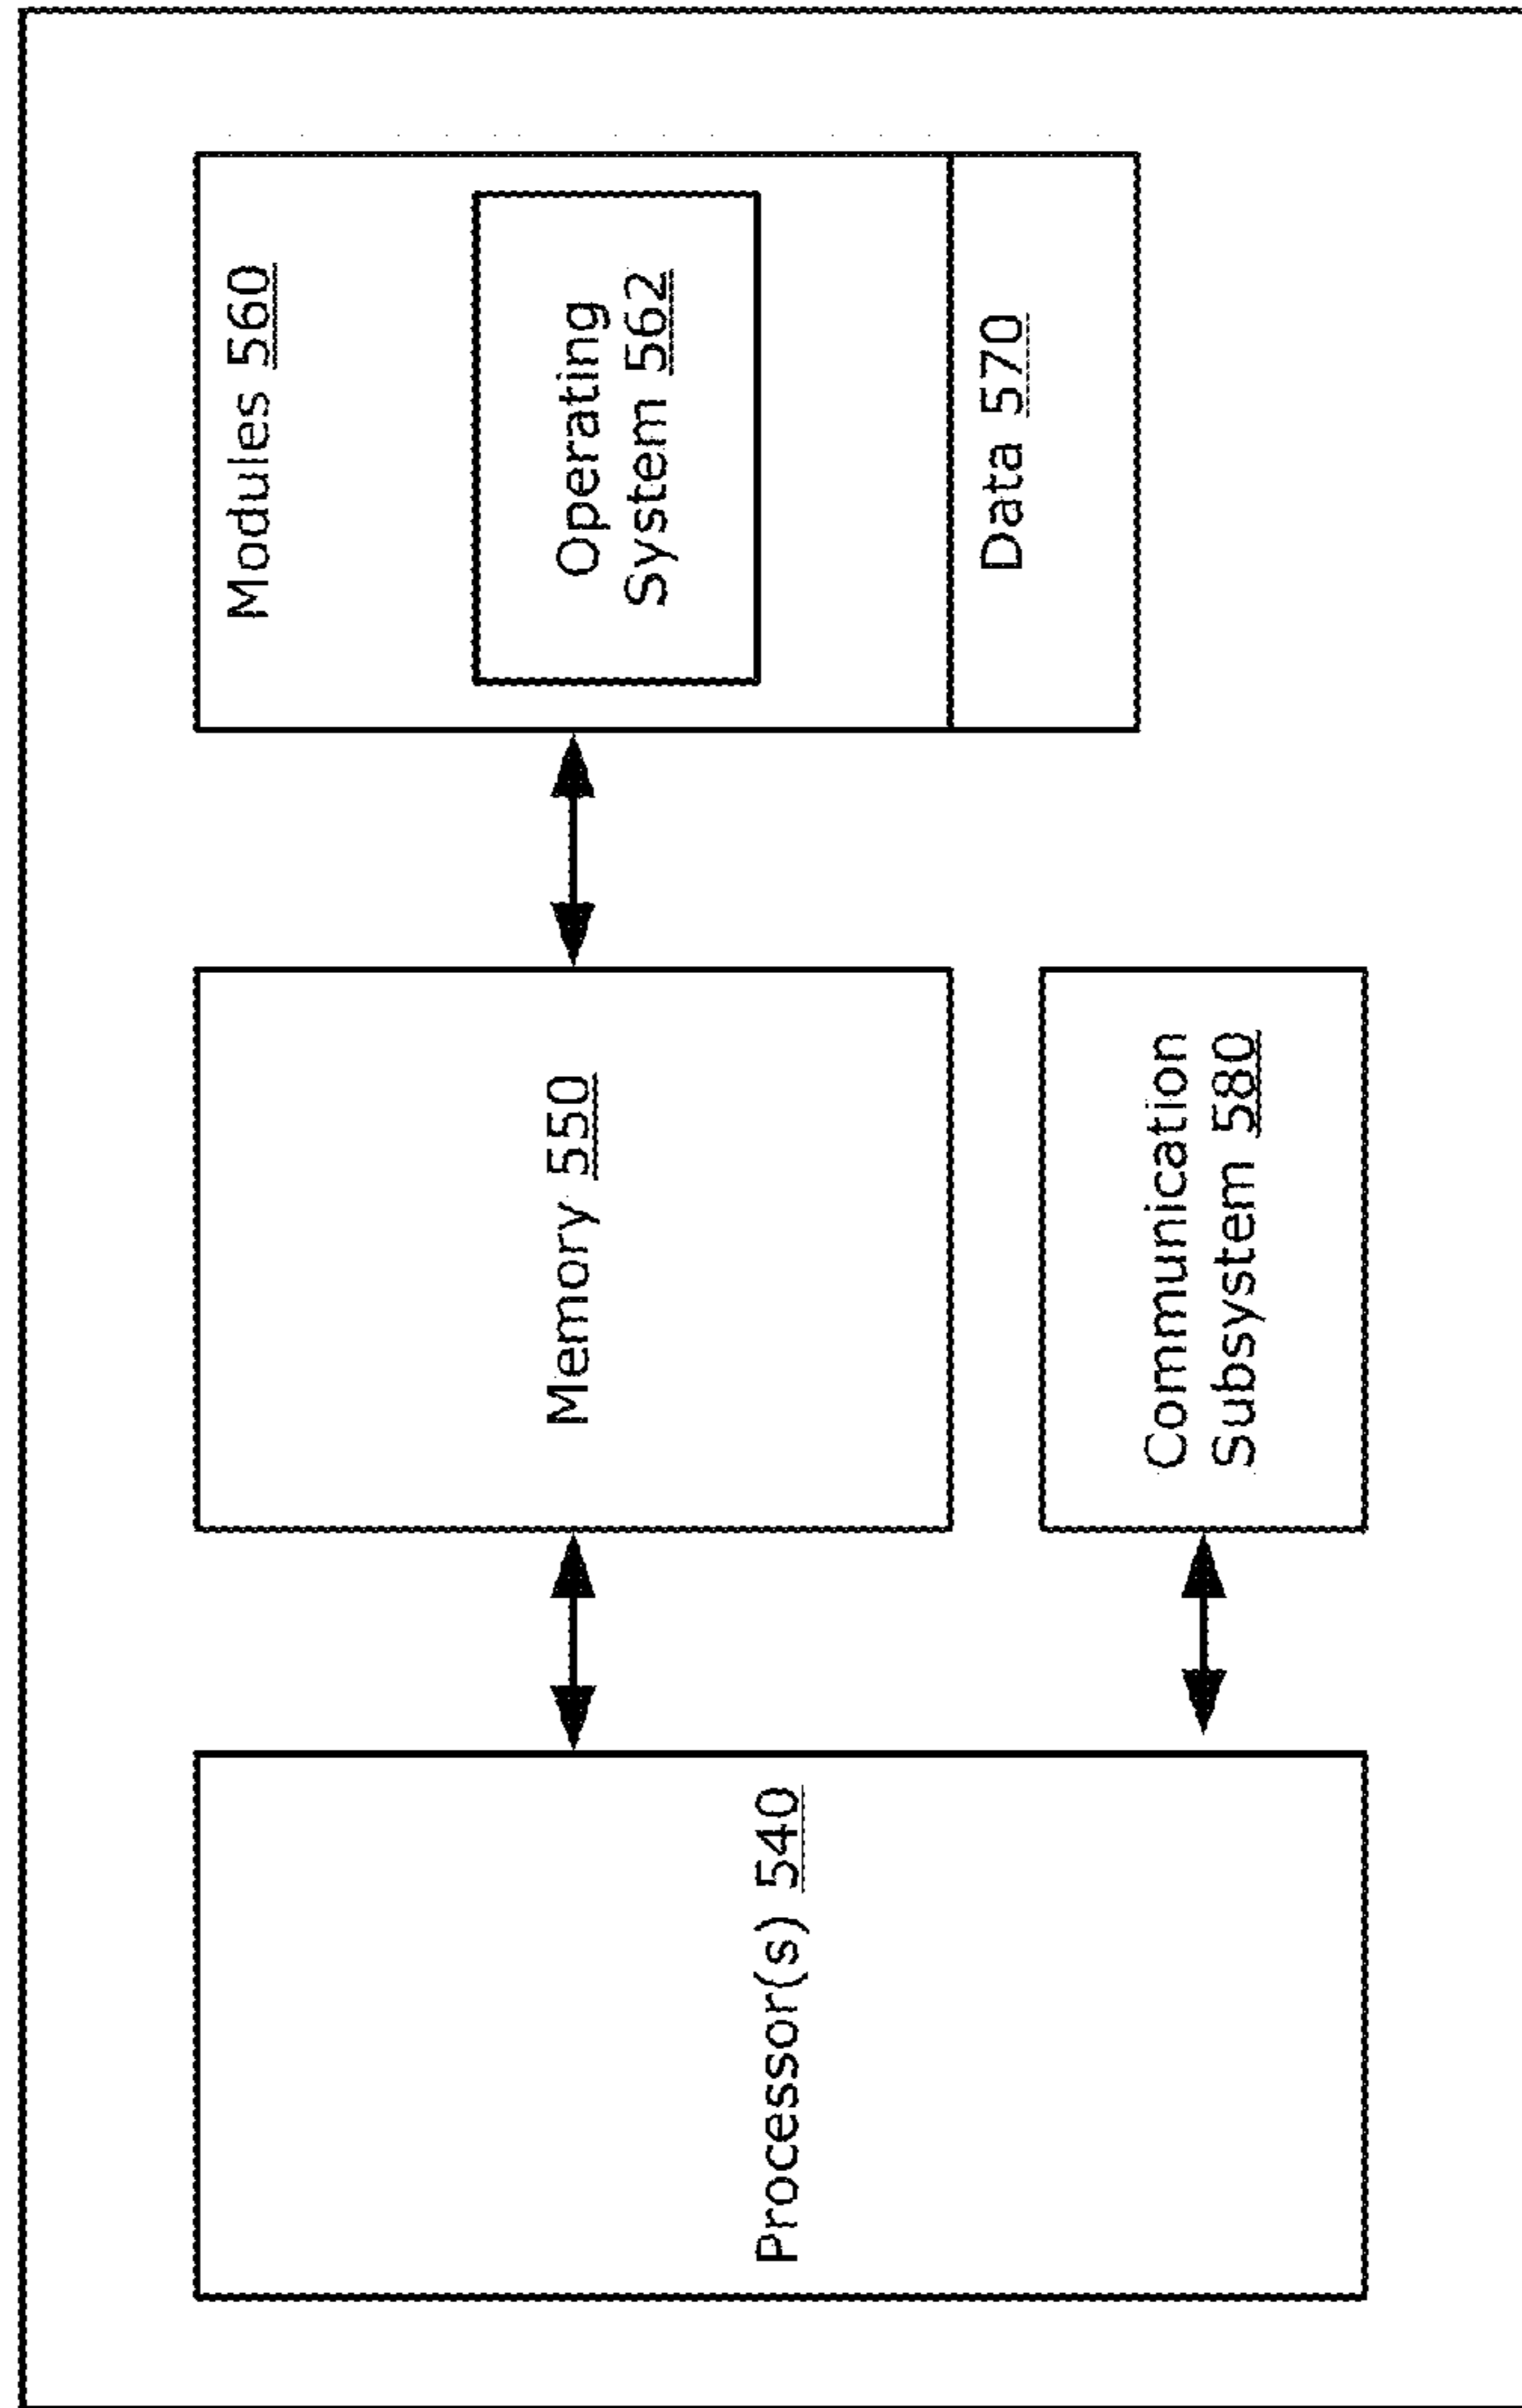 Processor(s) 540
Memory 550
Modules 560
Operating
System 562
Data 570
Communication
Subsystem 580